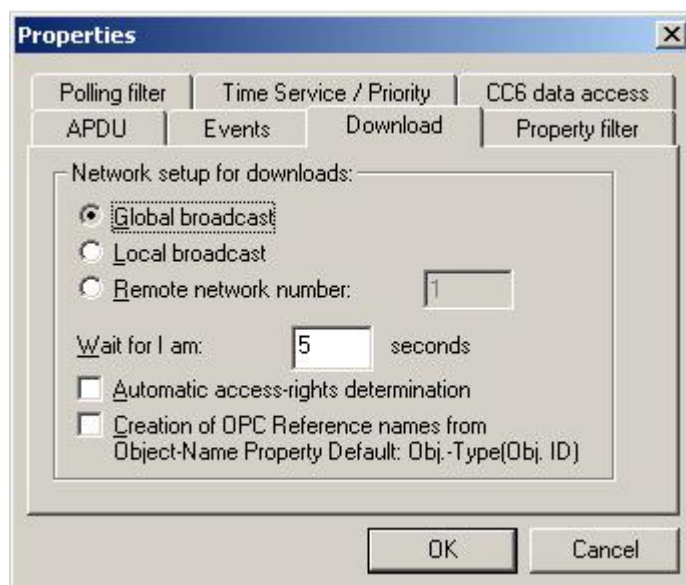 Properties
Polling filter Time Service / Priority CC6 data access
APDU Events Download Property filter
Network setup for downloads:
Global broadcast
Local broadcast
Remote network number: 1
Wait for I am: 5 seconds
Automatic access-rights determination
Creation of OPC Reference names from
Object-Name Property Default: Obj.-Type(Obj. ID)
OK Cancel